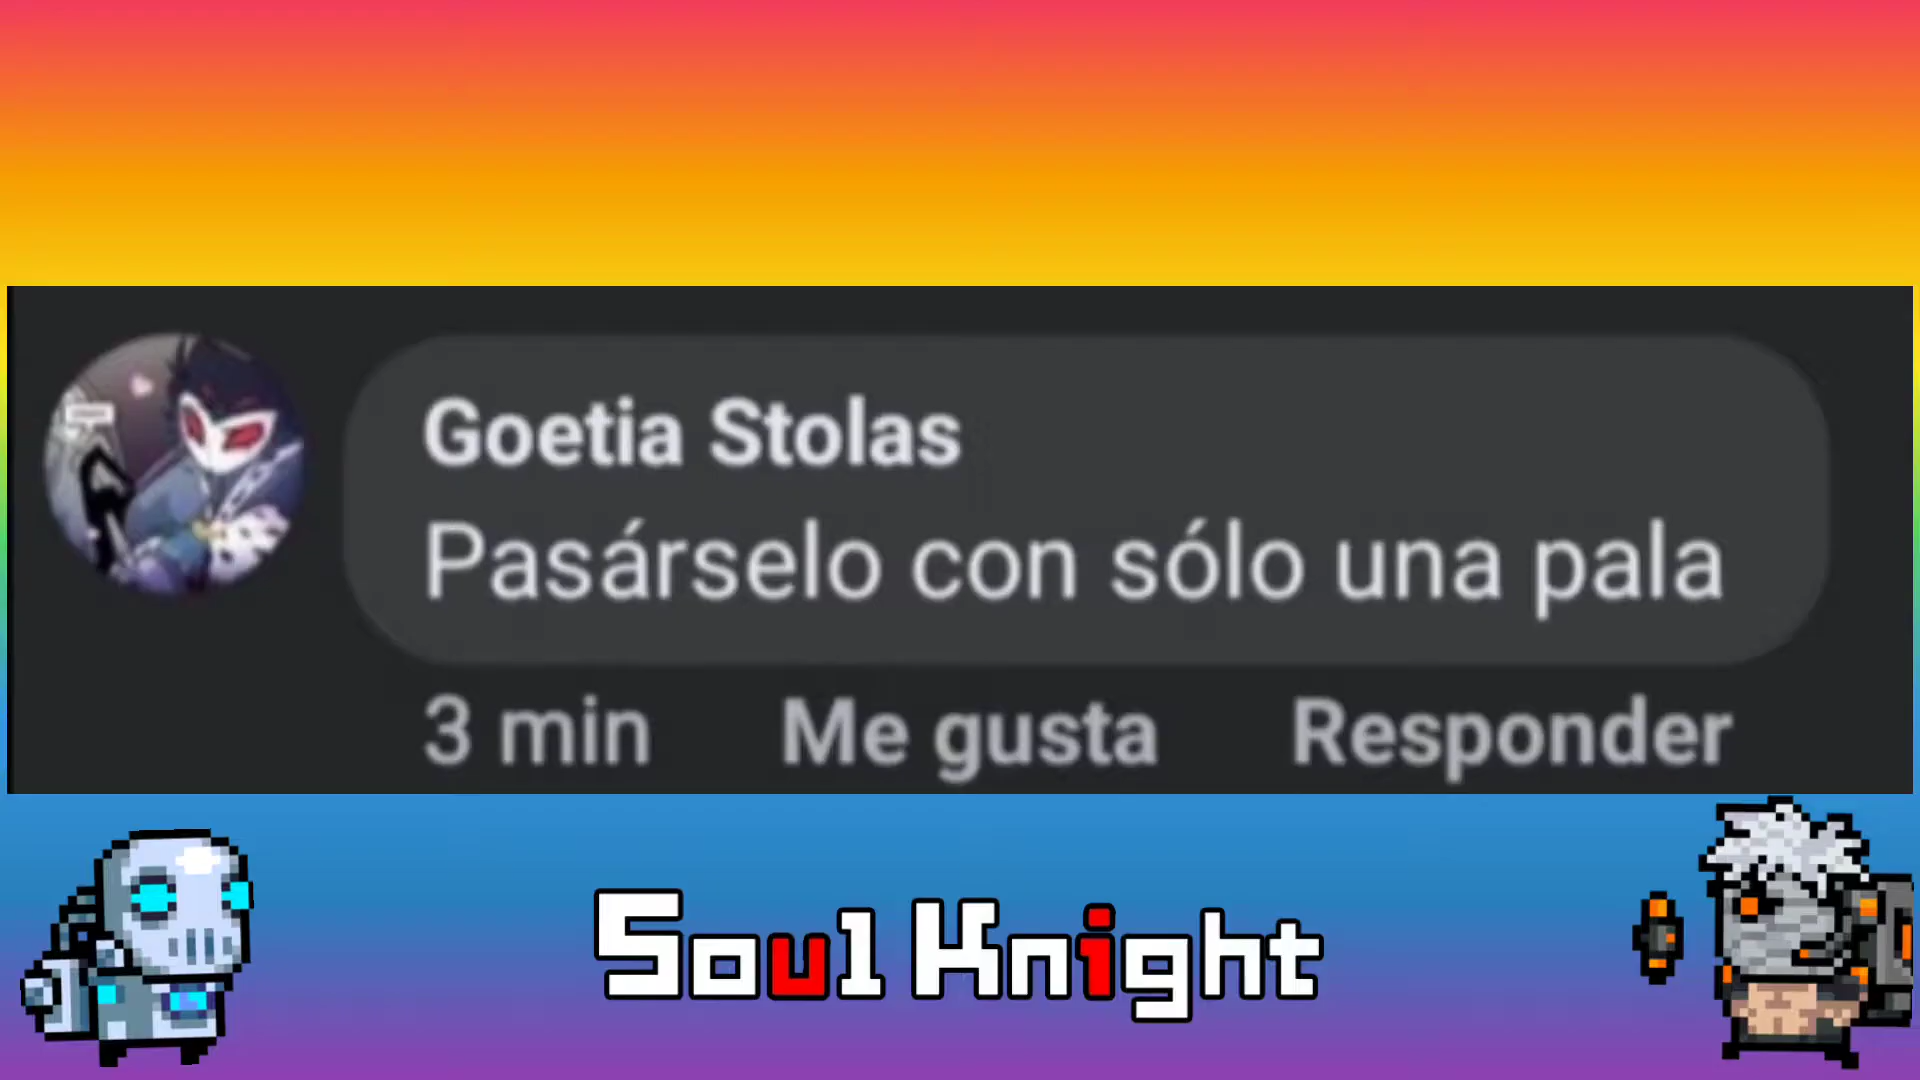 Goetia Stolas
Pasárselo con sólo una pala
3 min Me gusta Responder
Soul Knight